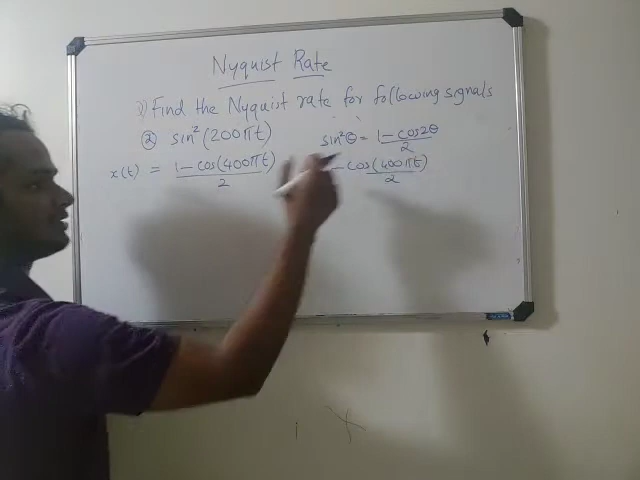 Nyquist Rate
Find the Nyquist rate for following signals
② sin²(200πt)
sin²θ = 1-cos2θ/2
x(t) = 1-cos(400πt)/2
-cos(400πt)/2